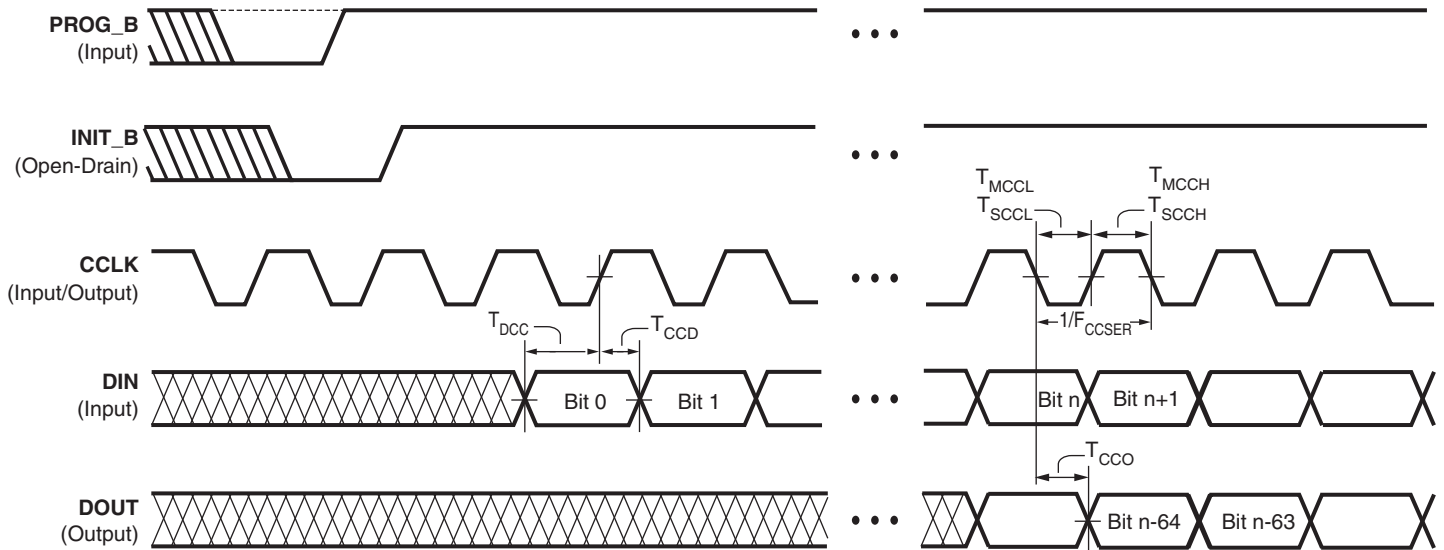 PROG_B
(Input)
INIT_B
(Open-Drain)
T_MCCL
T_SCCL
T_MCCH
T_SCCH
CCLK
(Input/Output)
1/F_CCSER
T_DCC
T_CCD
DIN
(Input)
Bit 0
Bit 1
Bit n
Bit n+1
T_CCO
DOUT
(Output)
Bit n-64
Bit n-63